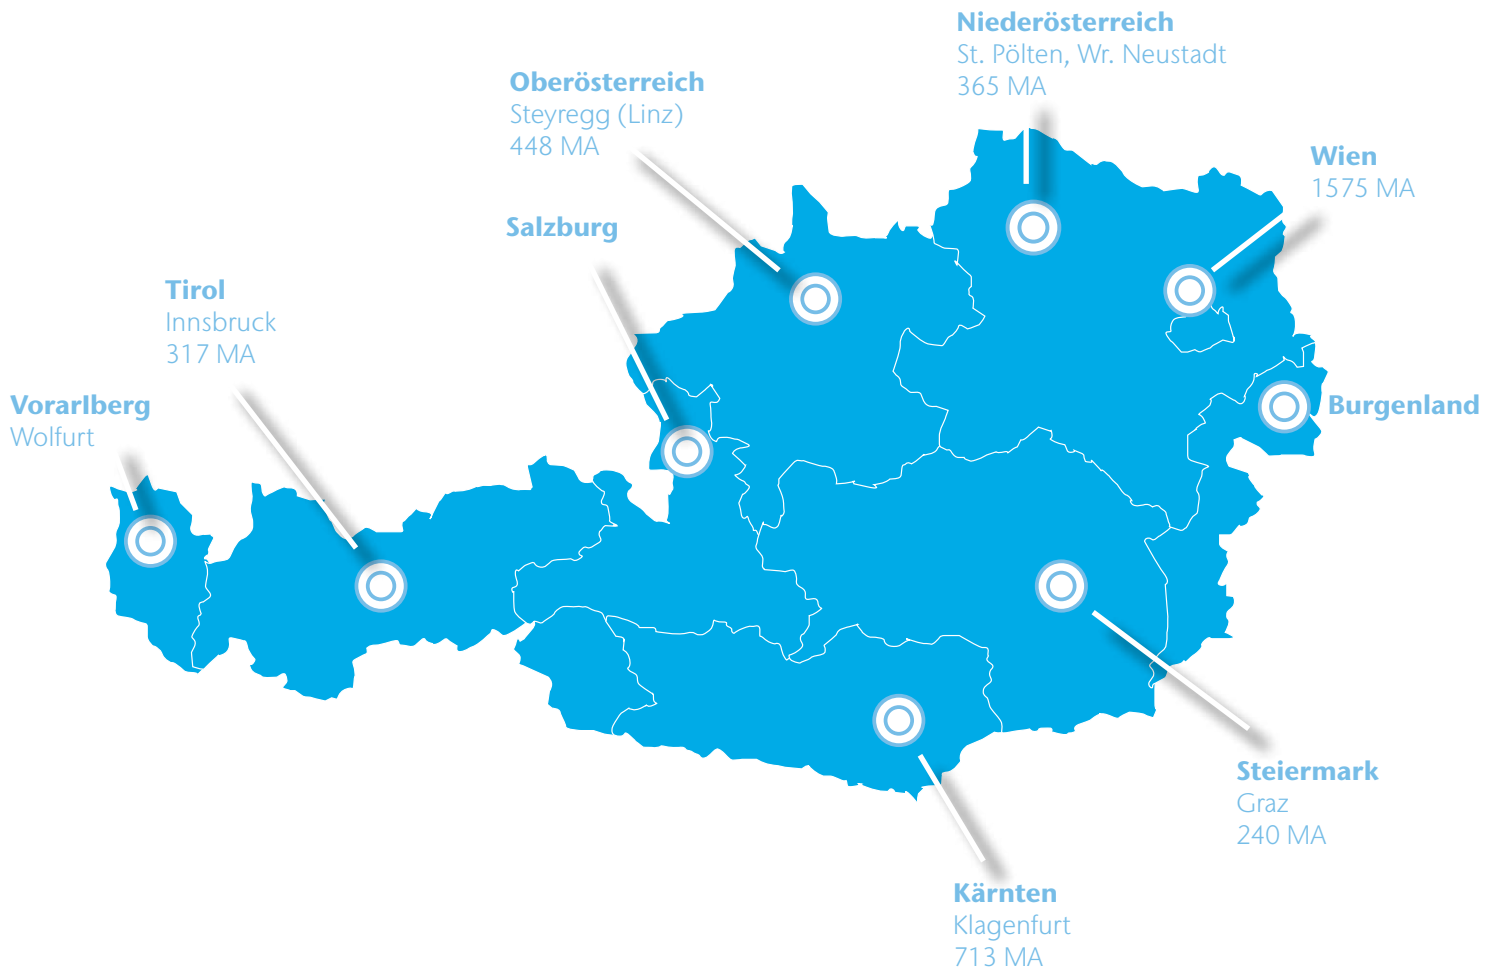 Niederösterreich
St. Pölten, Wr. Neustadt
365 MA
Oberösterreich
Steyregg (Linz)
448 MA
Wien
1575 MA
Salzburg
Tirol
Innsbruck
317 MA
Vorarlberg
Wolfurt
Burgenland
Steiermark
Graz
240 MA
Kärnten
Klagenfurt
713 MA